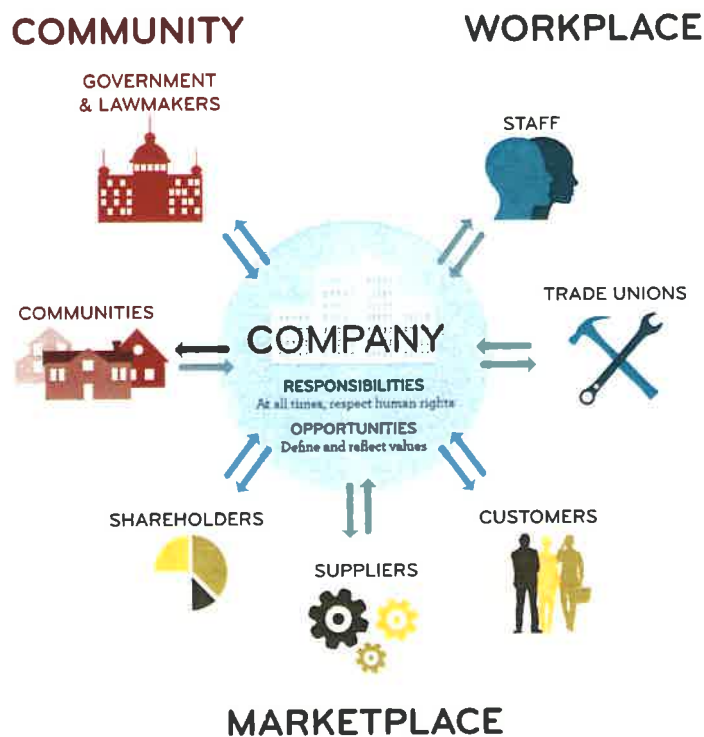 COMMUNITY
WORKPLACE
GOVERNMENT
& LAWMAKERS
STAFF
COMMUNITIES
TRADE UNIONS
COMPANY
RESPONSIBILITIES
At all times, respect human rights
OPPORTUNITIES
Define and reflect values
SHAREHOLDERS
CUSTOMERS
SUPPLIERS
MARKETPLACE